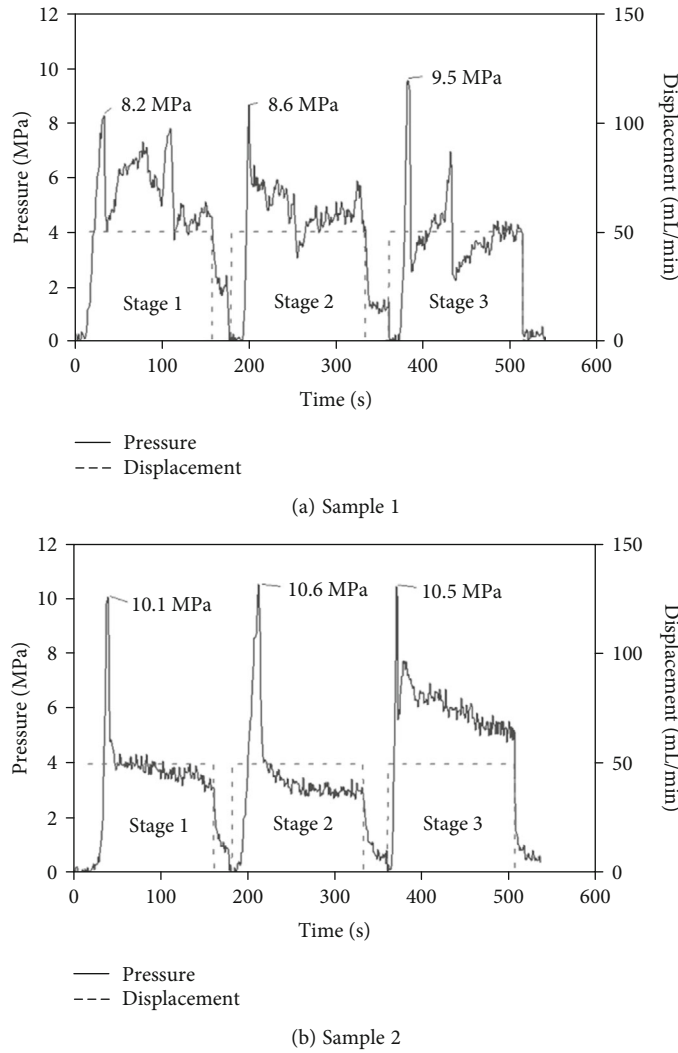 12
10
8
6
4
2
0
150
100
50
0
0 100 200 300 400 500 600
Pressure (MPa)
Displacement (mL/min)
Time (s)
8.2 MPa
8.6 MPa
9.5 MPa
Stage 1
Stage 2
Stage 3
Pressure
Displacement
(a) Sample 1
12
10
8
6
4
2
0
150
100
50
0
0 100 200 300 400 500 600
Pressure (MPa)
Displacement (mL/min)
Time (s)
10.1 MPa
10.6 MPa
10.5 MPa
Stage 1
Stage 2
Stage 3
Pressure
Displacement
(b) Sample 2